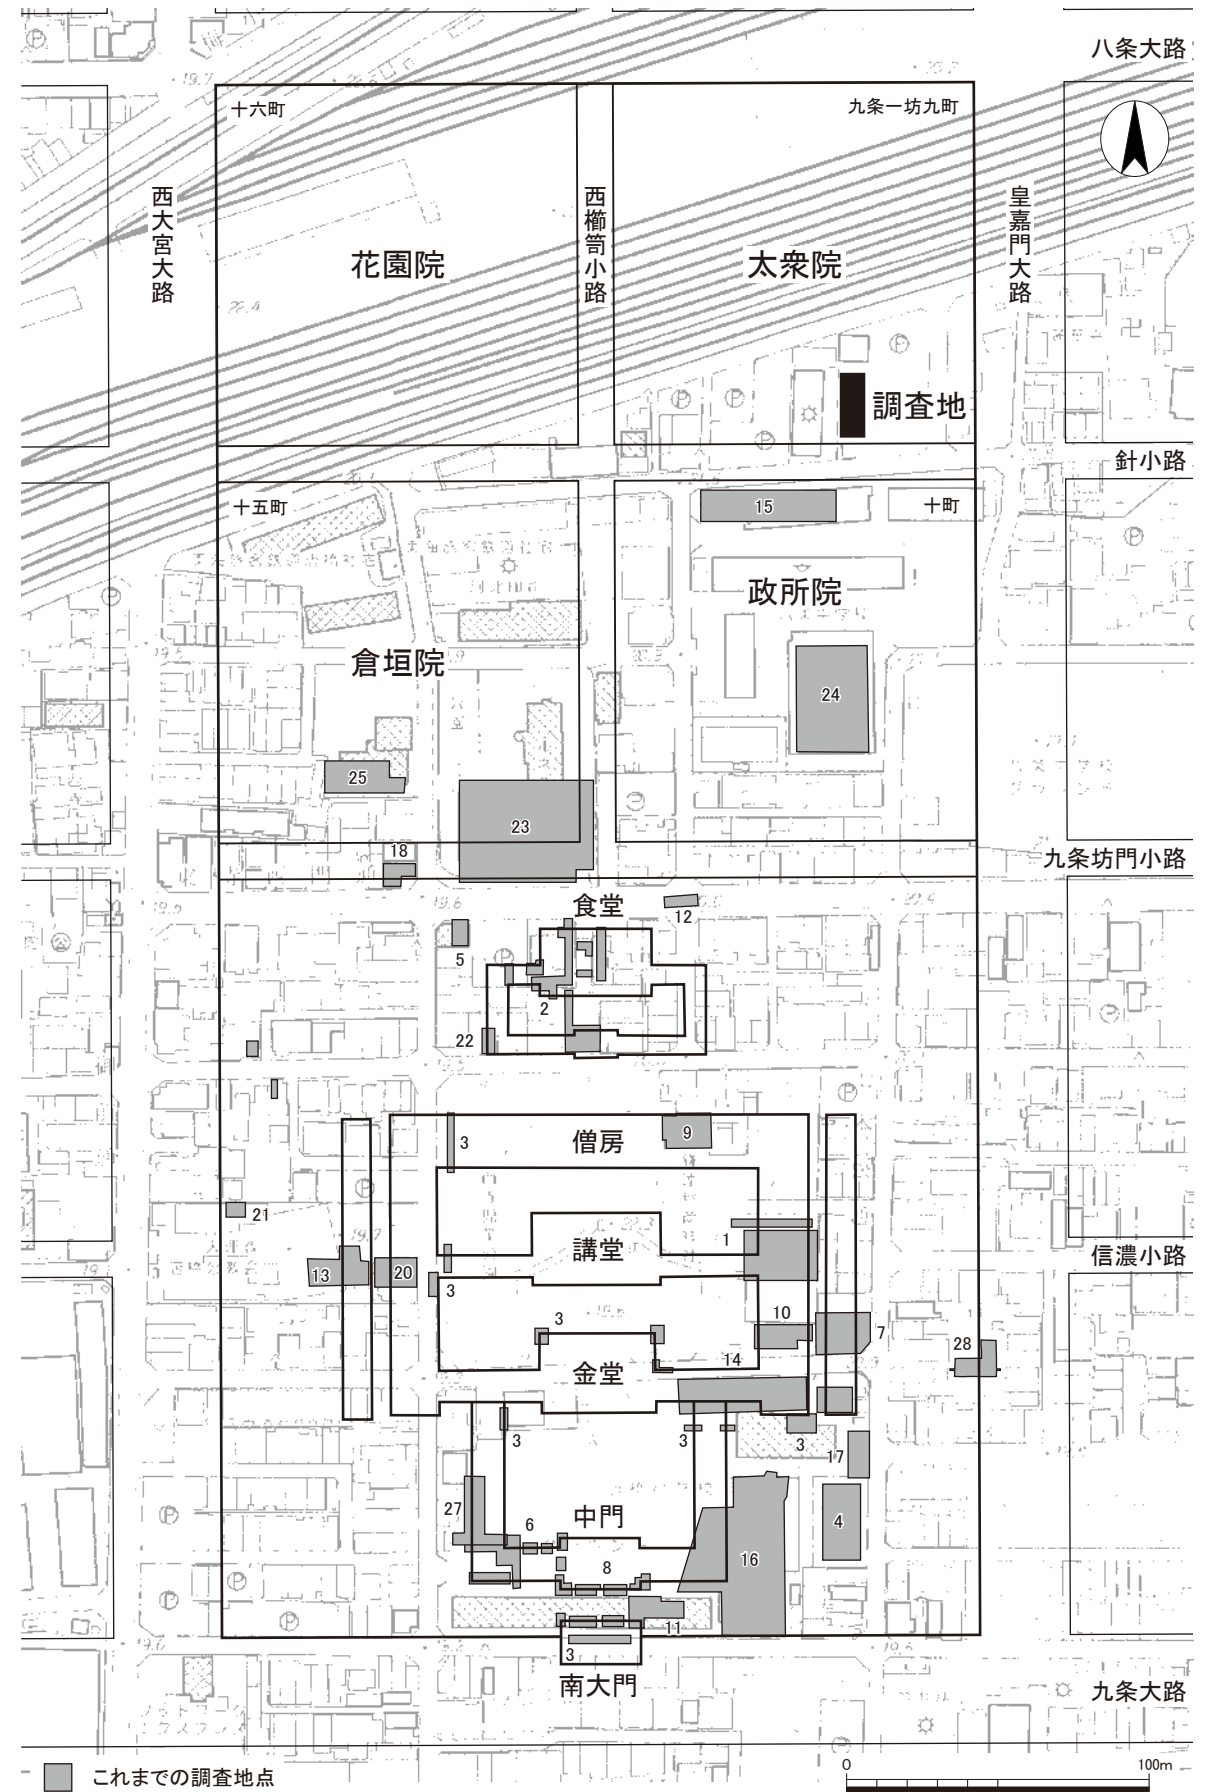 八条大路
十六町
九条一坊九町
西大宮大路
西櫛笥小路
皇嘉門大路
花園院
太衆院
調査地
針小路
十五町
15
十町
政所院
倉垣院
24
25
23
18
九条坊門小路
食堂
12
5
2
22
3
僧房
9
21
1
講堂
信濃小路
13
20
3
3
10
7
28
14
金堂
3
3
3
17
27
中門
6
4
8
16
11
3
南大門
九条大路
これまでの調査地点
0
100m